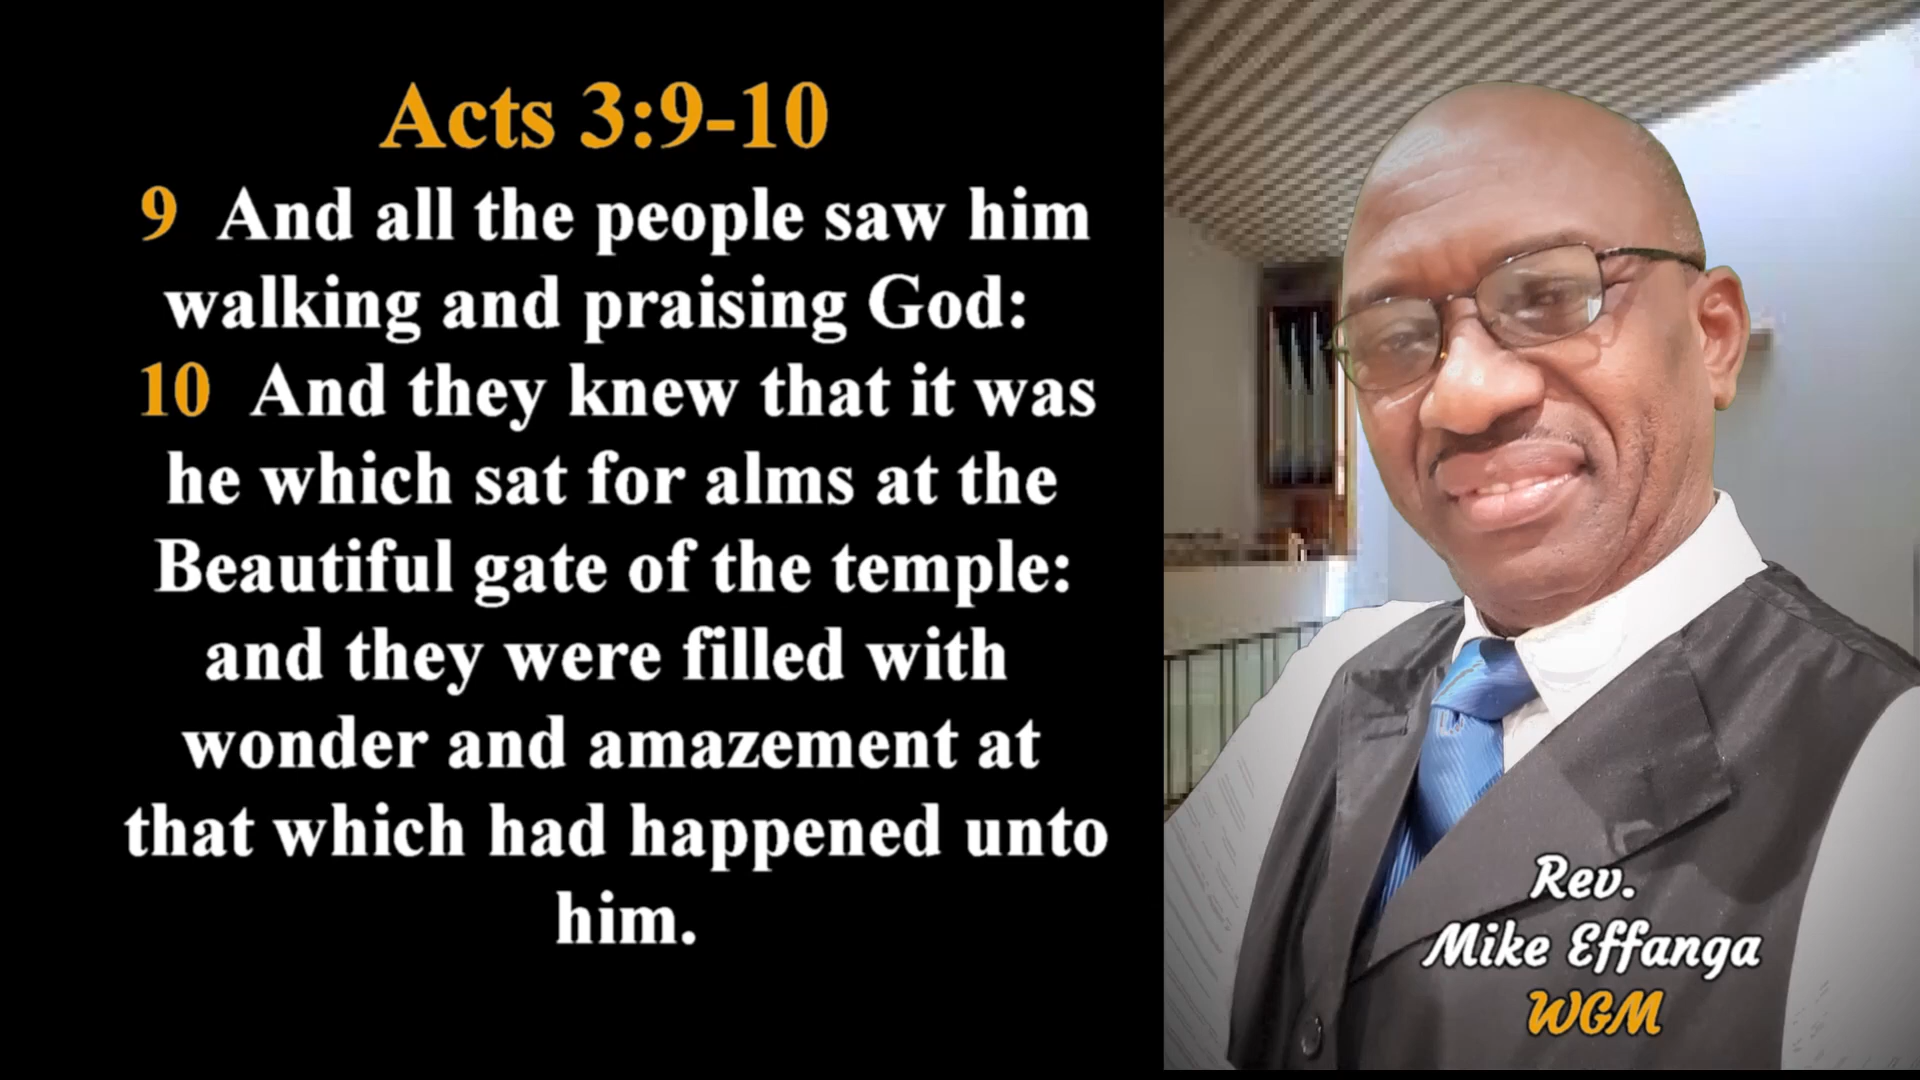 Acts 3:9-10
9 And all the people saw him
walking and praising God:
10 And they knew that it was
he which sat for alms at the
Beautiful gate of the temple:
and they were filled with
wonder and amazement at
that which had happened unto
him.
Rev.
Mike Effanga
WGM